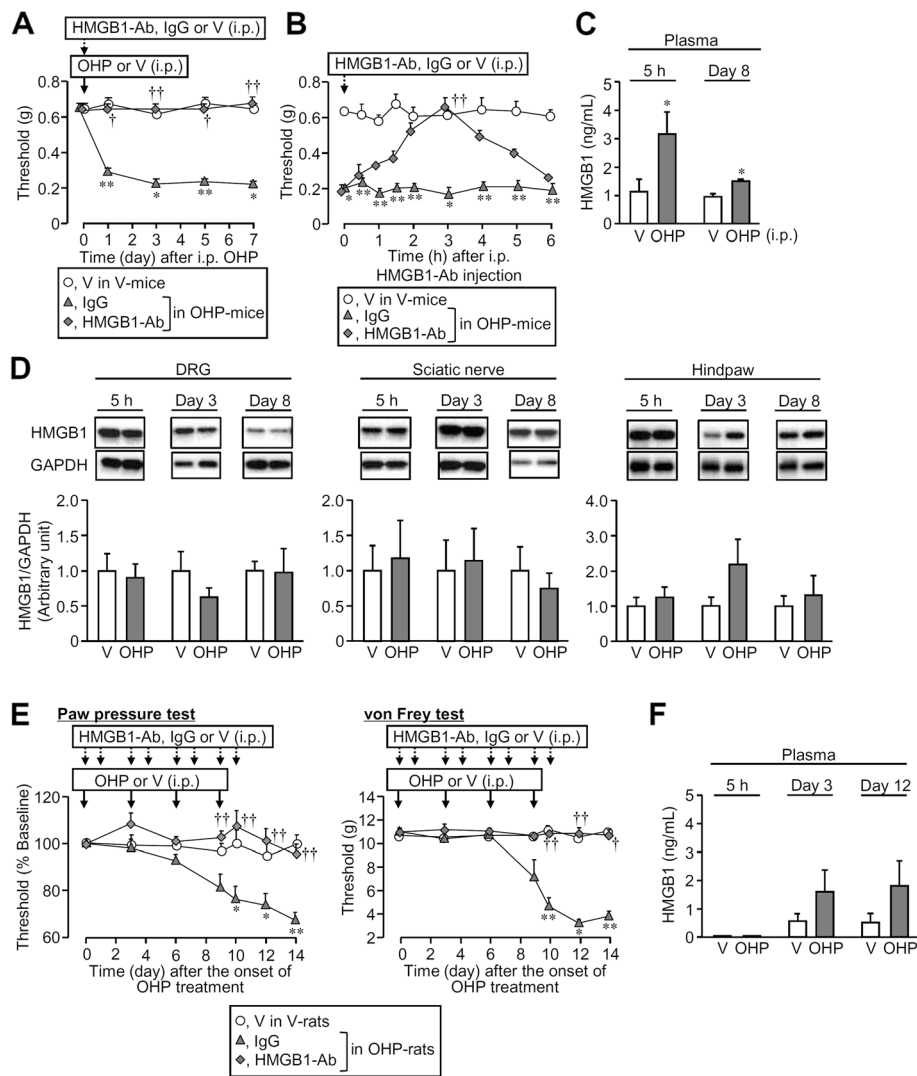 A
HMGB1-Ab, IgG or V (i.p.)
OHP or V (i.p.)
Threshold (g)
0.8
0.6
0.4
0.2
0
†
††
†
††
**
*
**
*
0 1 2 3 4 5 6 7
Time (day) after i.p. OHP
, V in V-mice
, IgG
, HMGB1-Ab
in OHP-mice
B
HMGB1-Ab, IgG or V (i.p.)
Threshold (g)
0.8
0.6
0.4
0.2
0
††
* ** ** ** ** * ** ** **
0 1 2 3 4 5 6
Time (h) after i.p.
HMGB1-Ab injection
, V in V-mice
, IgG
, HMGB1-Ab
in OHP-mice
C
Plasma
5 h Day 8
HMGB1 (ng/mL)
5
4
3
2
1
0
*
*
V OHP V OHP (i.p.)
D
DRG Sciatic nerve Hindpaw
5 h Day 3 Day 8 5 h Day 3 Day 8 5 h Day 3 Day 8
HMGB1
GAPDH
HMGB1/GAPDH
(Arbitrary unit)
2.0
1.5
1.0
0.5
0
V OHP V OHP V OHP
2.0
1.5
1.0
0.5
0
V OHP V OHP V OHP
4.0
3.0
2.0
1.0
0
V OHP V OHP V OHP
E
Paw pressure test
HMGB1-Ab, IgG or V (i.p.)
OHP or V (i.p.)
Threshold (% Baseline)
120
100
80
60
††
††
††
††
*
*
**
0 2 4 6 8 10 12 14
Time (day) after the onset of
OHP treatment
von Frey test
HMGB1-Ab, IgG or V (i.p.)
OHP or V (i.p.)
Threshold (g)
14
12
10
8
6
4
2
††
††
†
**
*
**
0 2 4 6 8 10 12 14
Time (day) after the onset of
OHP treatment
, V in V-rats
, IgG
, HMGB1-Ab
in OHP-rats
F
Plasma
5 h Day 3 Day 12
HMGB1 (ng/mL)
5
4
3
2
1
0
V OHP V OHP V OHP